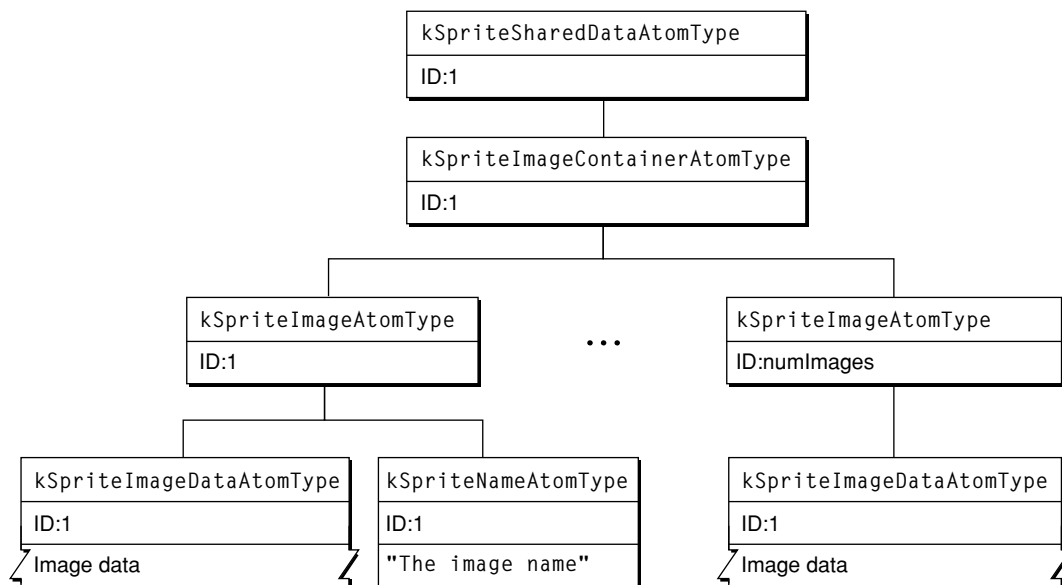 kSpriteSharedDataAtomType
ID:1
kSpriteImageContainerAtomType
ID:1
kSpriteImageAtomType
ID:1
...
kSpriteImageAtomType
ID:numImages
kSpriteImageDataAtomType
ID:1
Image data
kSpriteNameAtomType
ID:1
"The image name"
kSpriteImageDataAtomType
ID:1
Image data